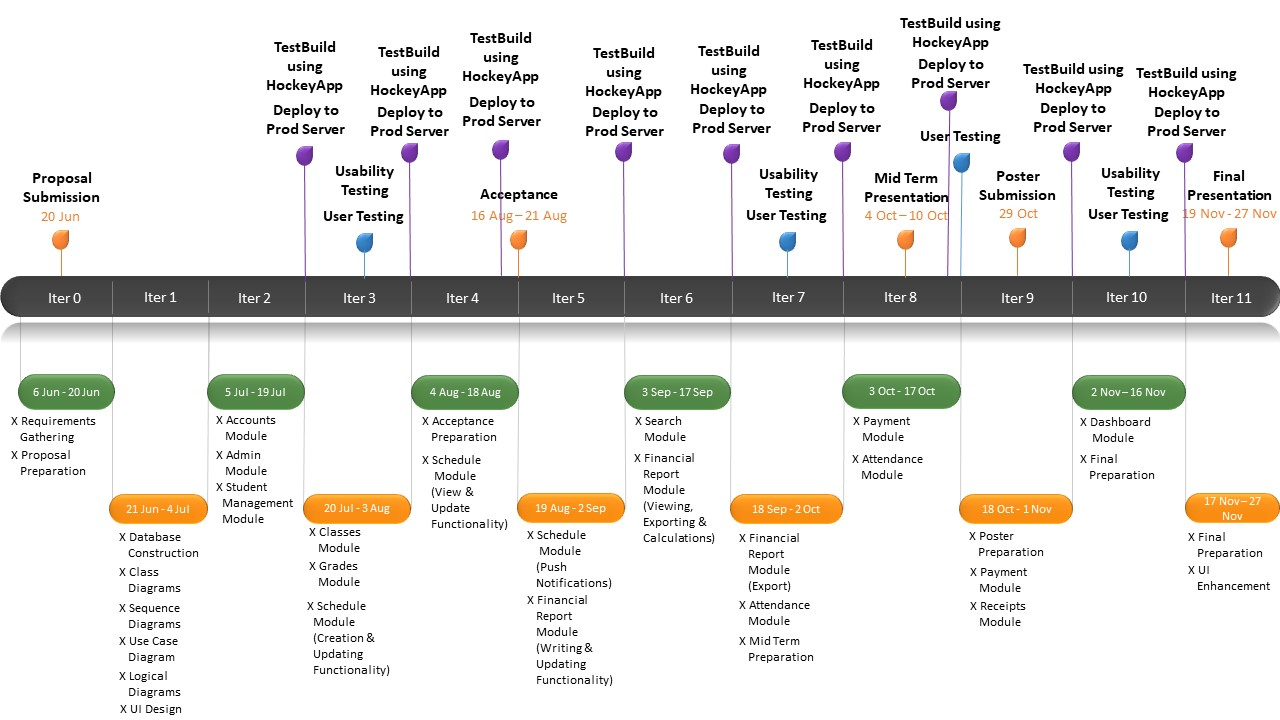 TestBuild
using
HockeyApp
Deploy to
Prod Server
TestBuild
using
HockeyApp
Deploy to
Prod Server
TestBuild
using
HockeyApp
Deploy to
Prod Server
TestBuild
using
HockeyApp
Deploy to
Prod Server
TestBuild
using
HockeyApp
Deploy to
Prod Server
TestBuild
using
HockeyApp
Deploy to
Prod Server
TestBuild using
HockeyApp
Deploy to
Prod Server
TestBuild using
HockeyApp
Deploy to
Prod Server
TestBuild using
HockeyApp
Deploy to
Prod Server
Proposal
Submission
20 Jun
Usability
Testing
User Testing
Acceptance
16 Aug – 21 Aug
Usability
Testing
User Testing
Mid Term
Presentation
4 Oct – 10 Oct
User Testing
Poster
Submission
29 Oct
Usability
Testing
User Testing
Final
Presentation
19 Nov - 27 Nov
Iter 0
Iter 1
Iter 2
Iter 3
Iter 4
Iter 5
Iter 6
Iter 7
Iter 8
Iter 9
Iter 10
Iter 11
6 Jun - 20 Jun
X Requirements
Gathering
X Proposal
Preparation
21 Jun - 4 Jul
X Database
Construction
X Class
Diagrams
X Sequence
Diagrams
X Use Case
Diagram
X Logical
Diagrams
X UI Design
5 Jul - 19 Jul
X Accounts
Module
X Admin
Module
X Student
Management
Module
20 Jul - 3 Aug
X Classes
Module
X Grades
Module
X Schedule
Module
(Creation &
Updating
Functionality)
4 Aug - 18 Aug
X Acceptance
Preparation
X Schedule
Module
(View &
Update
Functionality)
19 Aug - 2 Sep
X Schedule
Module
(Push
Notifications)
X Financial
Report
Module
(Writing &
Updating
Functionality)
3 Sep - 17 Sep
X Search
Module
X Financial
Report
Module
(Viewing,
Exporting &
Calculations)
18 Sep - 2 Oct
X Financial
Report
Module
(Export)
X Attendance
Module
X Mid Term
Preparation
3 Oct - 17 Oct
X Payment
Module
X Attendance
Module
18 Oct - 1 Nov
X Poster
Preparation
X Payment
Module
X Receipts
Module
2 Nov – 16 Nov
X Dashboard
Module
X Final
Preparation
17 Nov – 27
Nov
X Final
Preparation
X UI
Enhancement